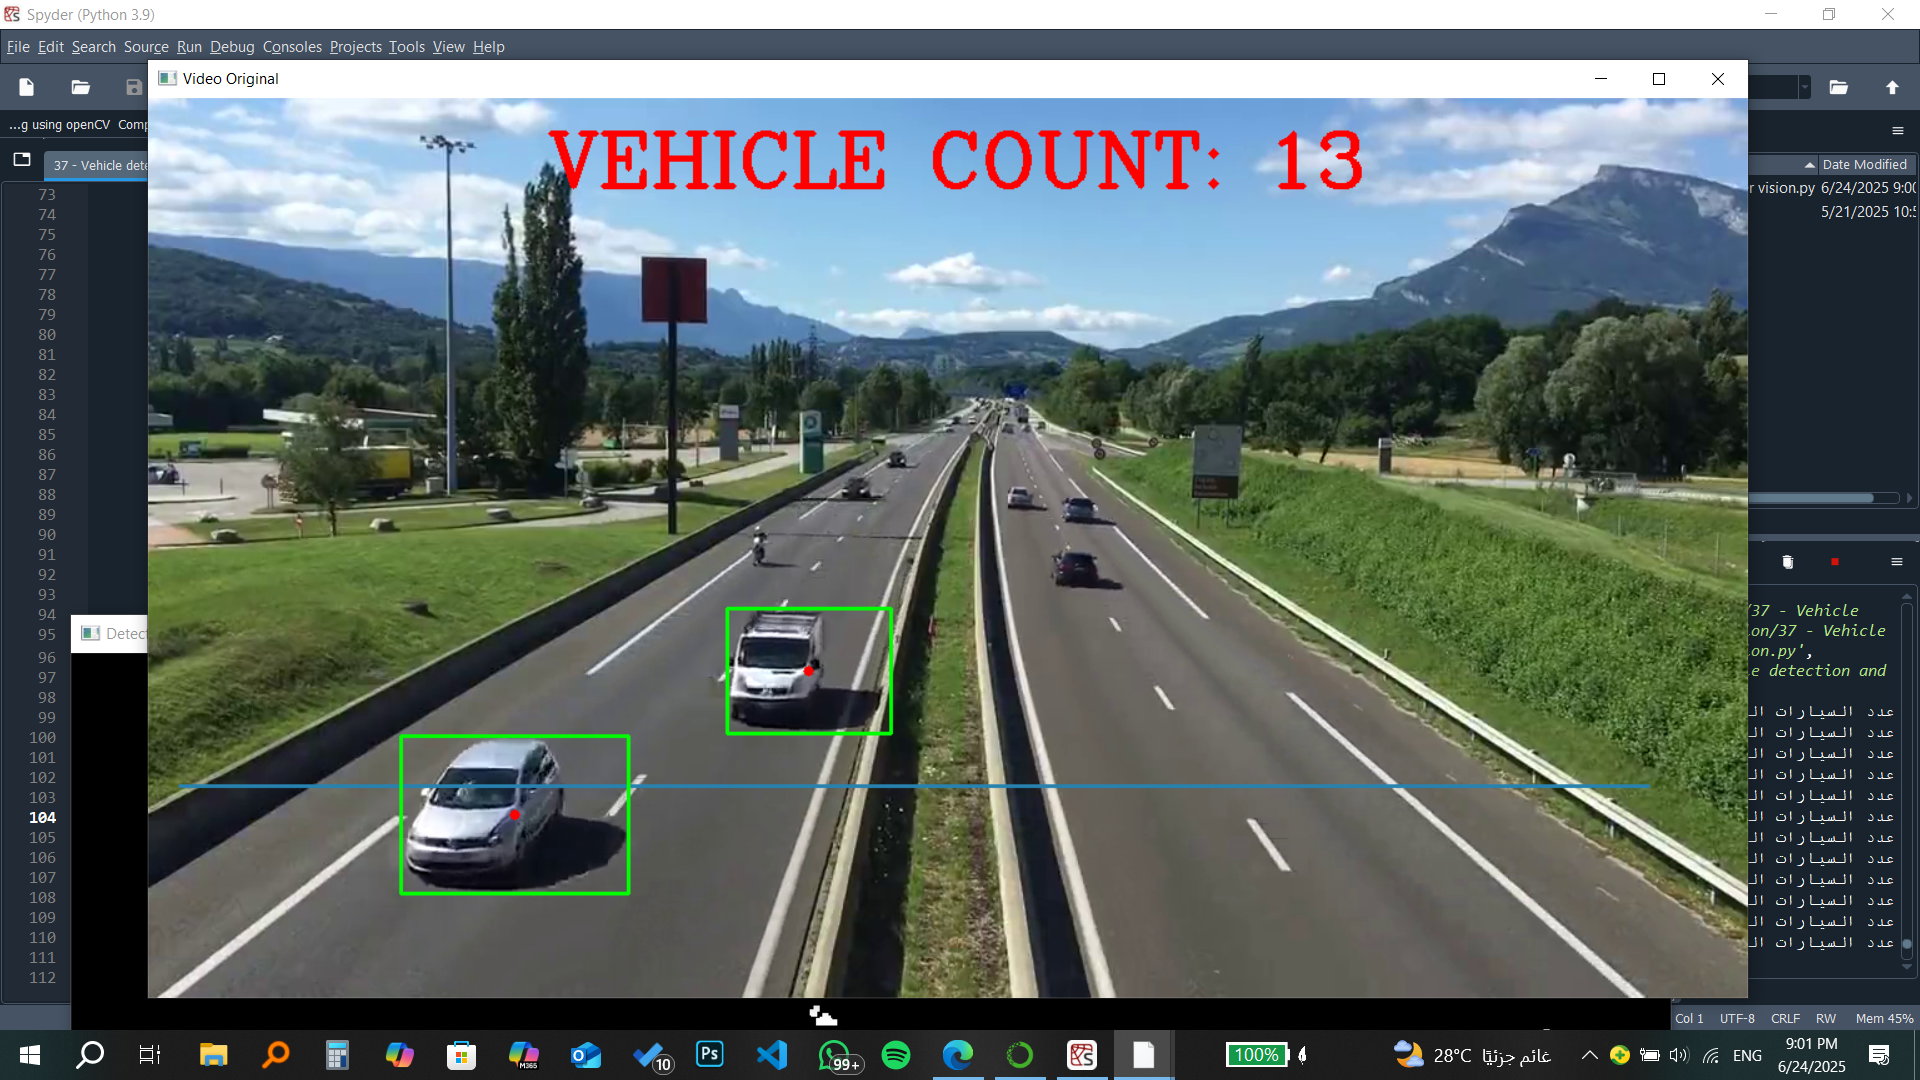 Spyder (Python 3.9)
File Edit Search Source Run Debug Consoles Projects Tools View Help
Video Original
...g using openCV Comp
37 - Vehicle dete
VEHICLE COUNT: 13
Date Modified
r vision.py 6/24/2025 9:00
5/21/2025 10:5
73
74
75
76
77
78
79
80
81
82
83
84
85
86
87
88
89
90
91
92
93
94
95
96
97
98
99
100
101
102
103
104
105
106
107
108
109
110
111
112
Detect
/37 - Vehicle
on/37 - Vehicle
on.py',
e detection and
عدد السيارات ال
عدد السيارات ال
عدد السيارات ال
عدد السيارات ال
عدد السيارات ال
عدد السيارات ال
عدد السيارات ال
عدد السيارات ال
عدد السيارات ال
عدد السيارات ال
عدد السيارات ال
عدد السيارات ال
Col 1 UTF-8 CRLF RW Mem 45%
M365
10
Ps
99+
100%
28°C غائم جزئيًا
ENG
9:01 PM
6/24/2025